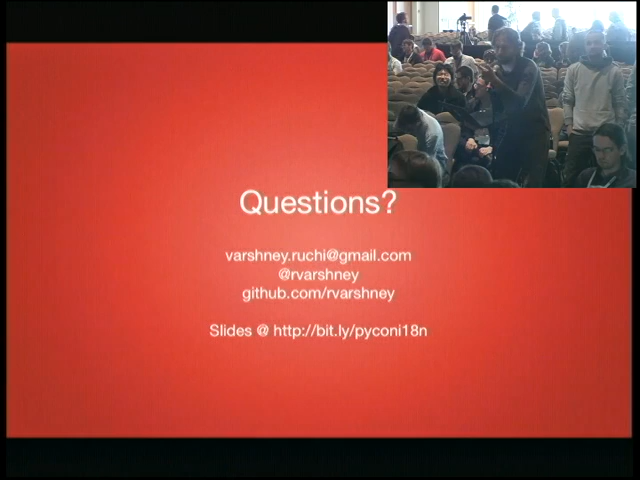 Questions?
varshney.ruchi@gmail.com
@rvarshney
github.com/rvarshney
Slides @ http://bit.ly/pyconi18n